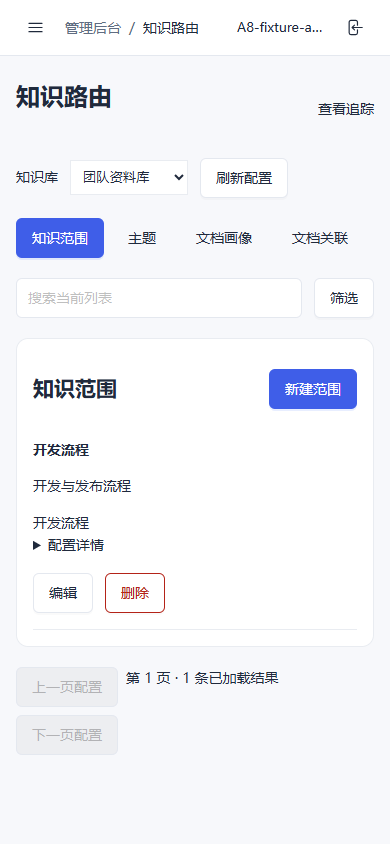 管理后台 / 知识路由 A8-fixture-a...
知识路由
查看追踪
知识库 团队资料库 刷新配置
知识范围 主题 文档画像 文档关联
搜索当前列表 筛选
知识范围 新建范围
开发流程
开发与发布流程
开发流程
配置详情
编辑 删除
上一页配置 第 1 页 · 1 条已加载结果
下一页配置